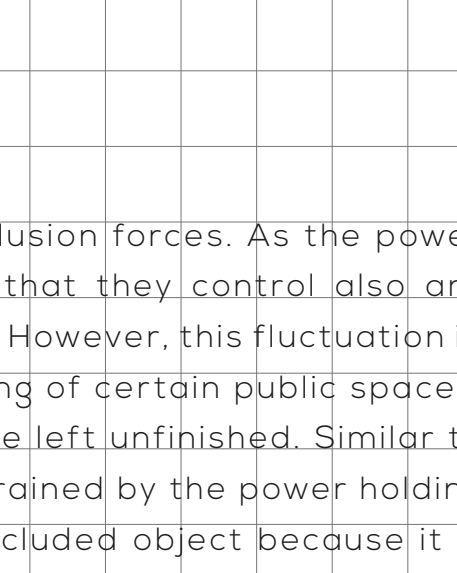 lusion forces. As the powe
that they control also an
However, this fluctuation i
ng of certain public space
e left unfinished. Similar t
rained by the power holdin
cluded object because it